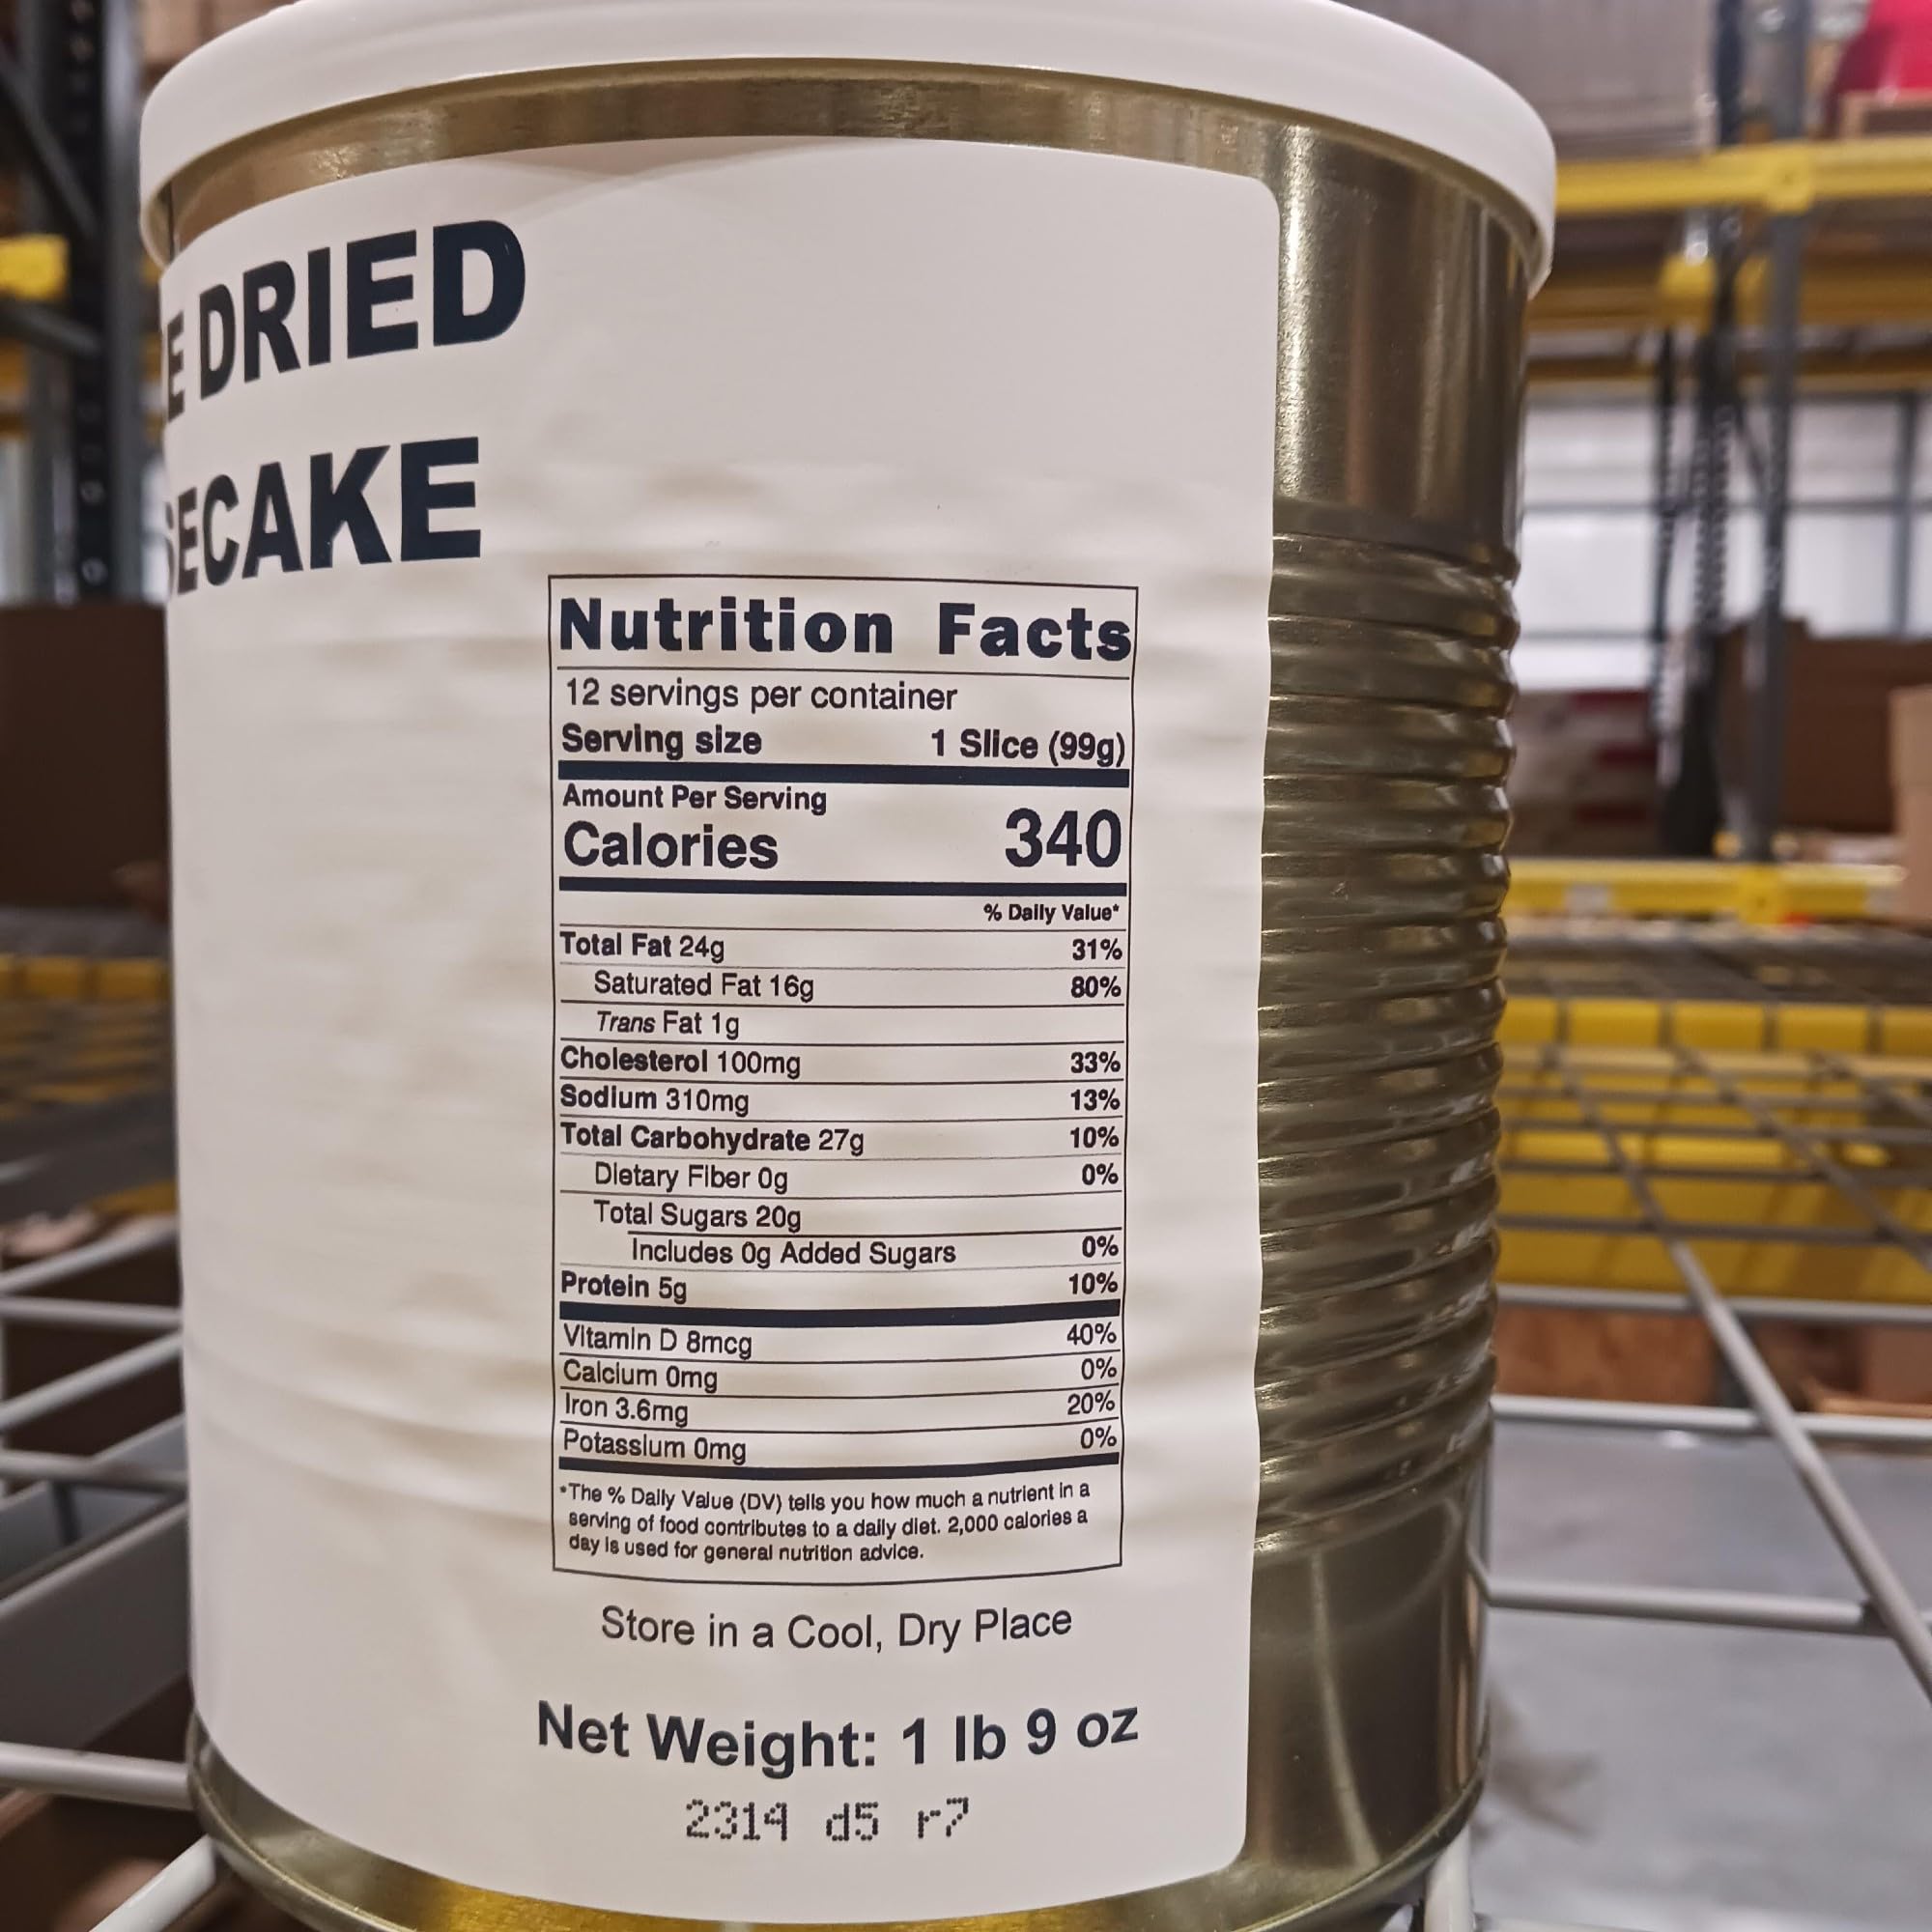 E DRIED
SECAKE
Nutrition Facts
12 servings per container
Serving size 1 Slice (99g)
Amount Per Serving
Calories 340
% Daily Value*
Total Fat 24g 31%
Saturated Fat 16g 80%
Trans Fat 1g
Cholesterol 100mg 33%
Sodium 310mg 13%
Total Carbohydrate 27g 10%
Dietary Fiber 0g 0%
Total Sugars 20g
Includes 0g Added Sugars 0%
Protein 5g 10%
Vitamin D 8mcg 40%
Calcium 0mg 0%
Iron 3.6mg 20%
Potassium 0mg 0%
*The % Daily Value (DV) tells you how much a nutrient in a
serving of food contributes to a daily diet. 2,000 calories a
day is used for general nutrition advice.
Store in a Cool, Dry Place
Net Weight: 1 lb 9 oz
2314 d5 r7